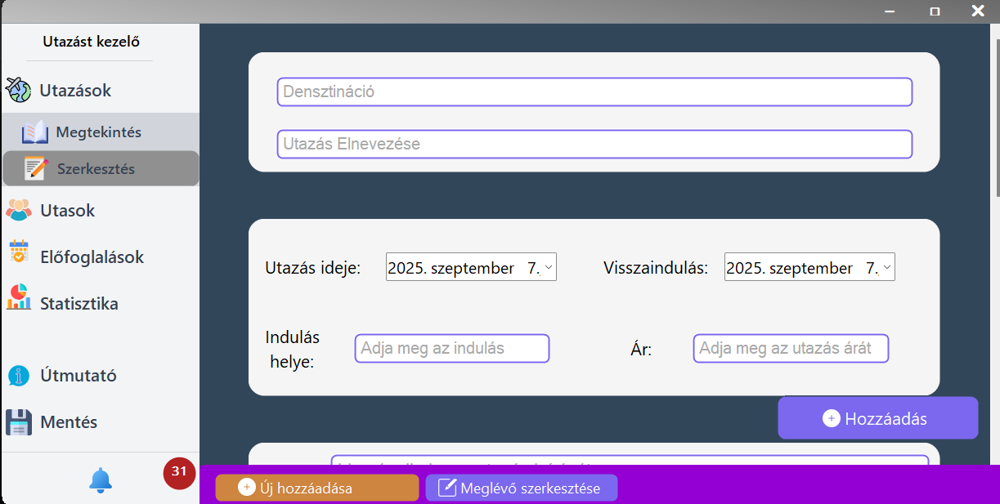 Utazást kezelő
Utazások
Megtekintés
Szerkesztés
Utasok
Előfoglalások
Statisztika
Útmutató
Mentés
31
Densztináció
Utazás Elnevezése
Utazás ideje:
2025. szeptember 7.
Visszaindulás:
2025. szeptember 7.
Indulás
helye:
Adja meg az indulás
Ár:
Adja meg az utazás árát
Hozzáadás
Új hozzáadása
Meglévő szerkesztése